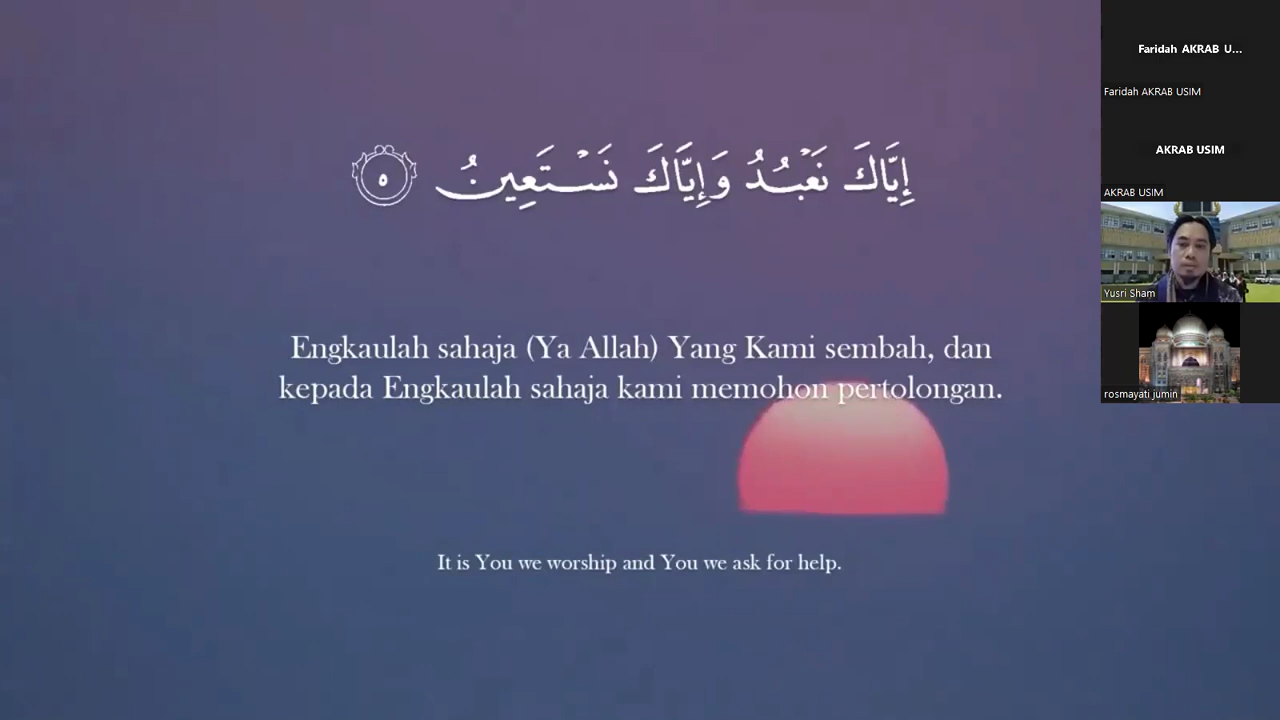 إِيَّاكَ نَعْبُدُ وَإِيَّاكَ نَسْتَعِينُ ٥
Engkaulah sahaja (Ya Allah) Yang Kami sembah, dan
kepada Engkaulah sahaja kami memohon pertolongan.
It is You we worship and You we ask for help.
Faridah AKRAB U...
Faridah AKRAB USIM
AKRAB USIM
AKRAB USIM
Yusri Sham
rosmayati jumin